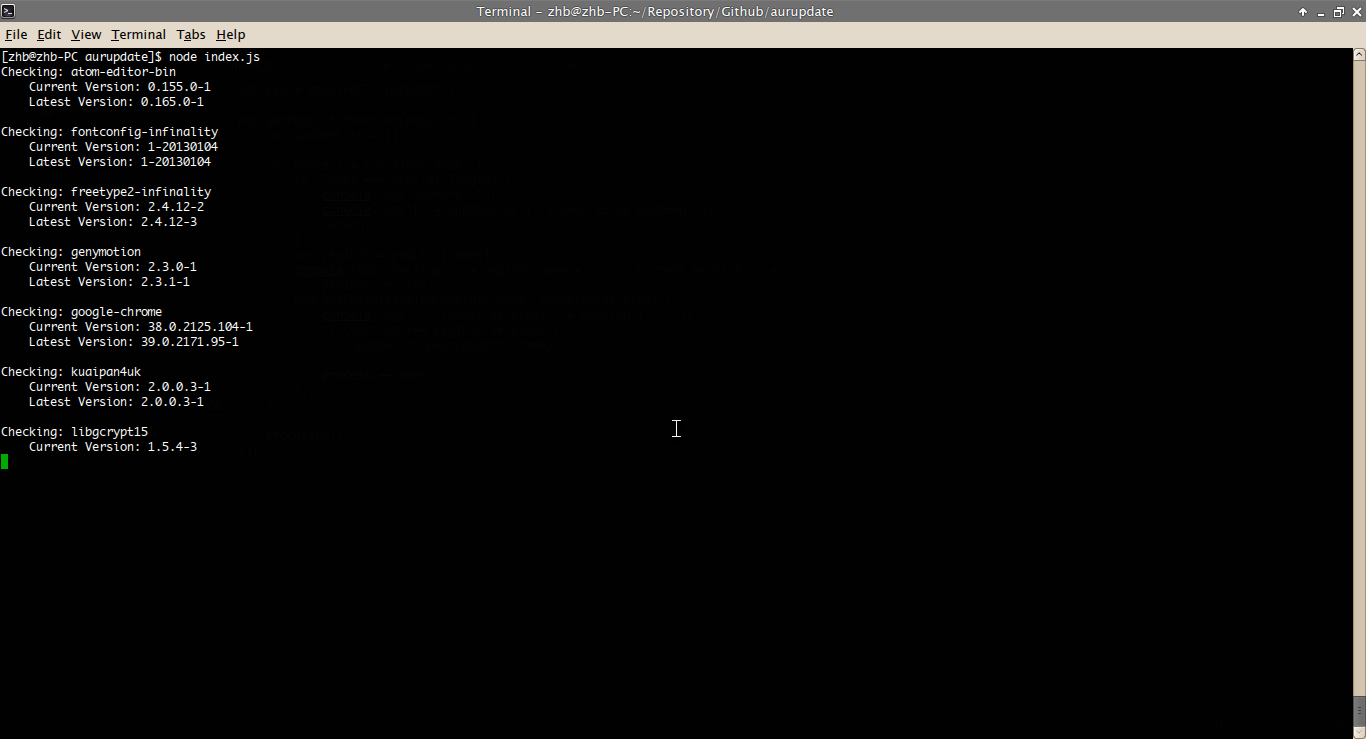 Terminal - zhb@zhb-PC:~/Repository/Github/aurupdate
File Edit View Terminal Tabs Help
[zhb@zhb-PC aurupdate]$ node index.js
Checking: atom-editor-bin
Current Version: 0.155.0-1
Latest Version: 0.165.0-1
Checking: fontconfig-infinality
Current Version: 1-20130104
Latest Version: 1-20130104
Checking: freetype2-infinality
Current Version: 2.4.12-2
Latest Version: 2.4.12-3
Checking: genymotion
Current Version: 2.3.0-1
Latest Version: 2.3.1-1
Checking: google-chrome
Current Version: 38.0.2125.104-1
Latest Version: 39.0.2171.95-1
Checking: kuaipan4uk
Current Version: 2.0.0.3-1
Latest Version: 2.0.0.3-1
Checking: libgcrypt15
Current Version: 1.5.4-3